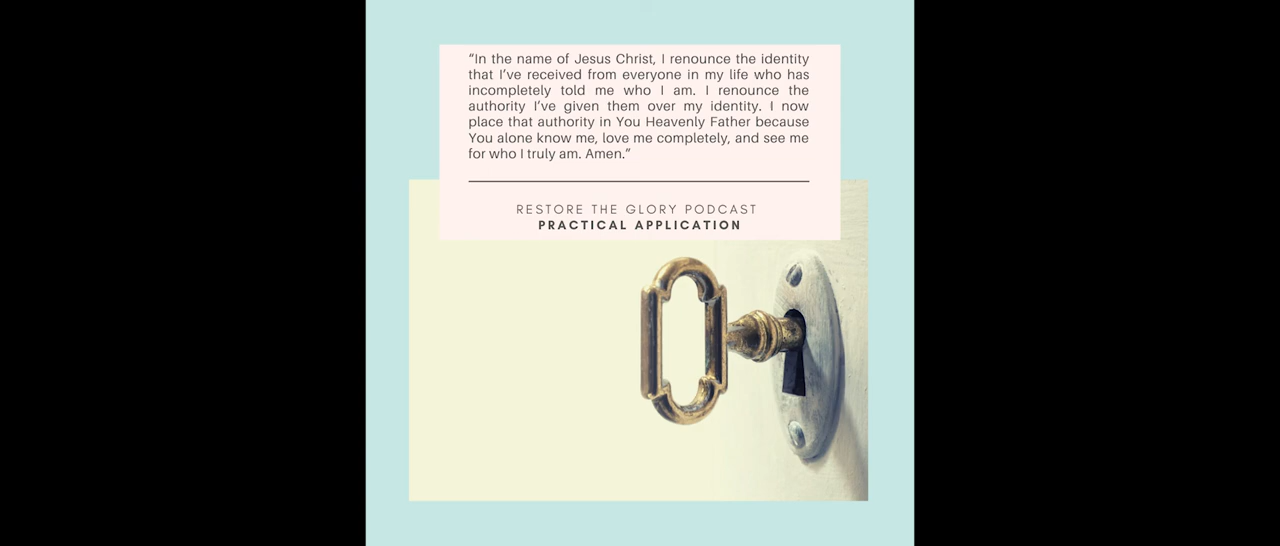 “In the name of Jesus Christ, I renounce the identity
that I’ve received from everyone in my life who has
incompletely told me who I am. I renounce the
authority I’ve given them over my identity. I now
place that authority in You Heavenly Father because
You alone know me, love me completely, and see me
for who I truly am. Amen.”
RESTORE THE GLORY PODCAST
PRACTICAL APPLICATION